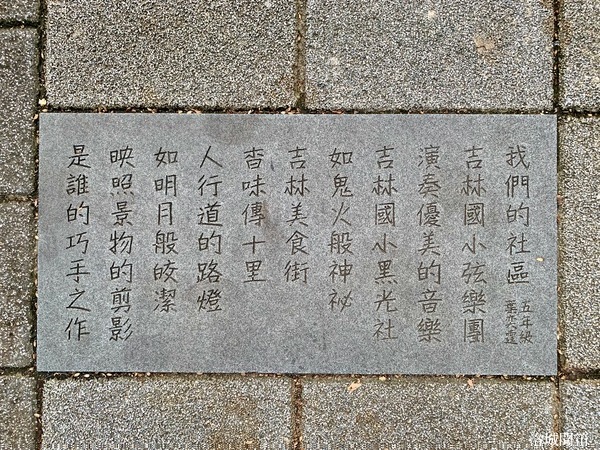 我們的社區
五年級
吉林國小弦樂團
演奏優美的音樂
吉林國小黑光社
如鬼火般神祕
吉林美食街
杳味傳十里
人行道的路燈
如明月般皎潔
映照景物的剪影
是誰的巧手之作